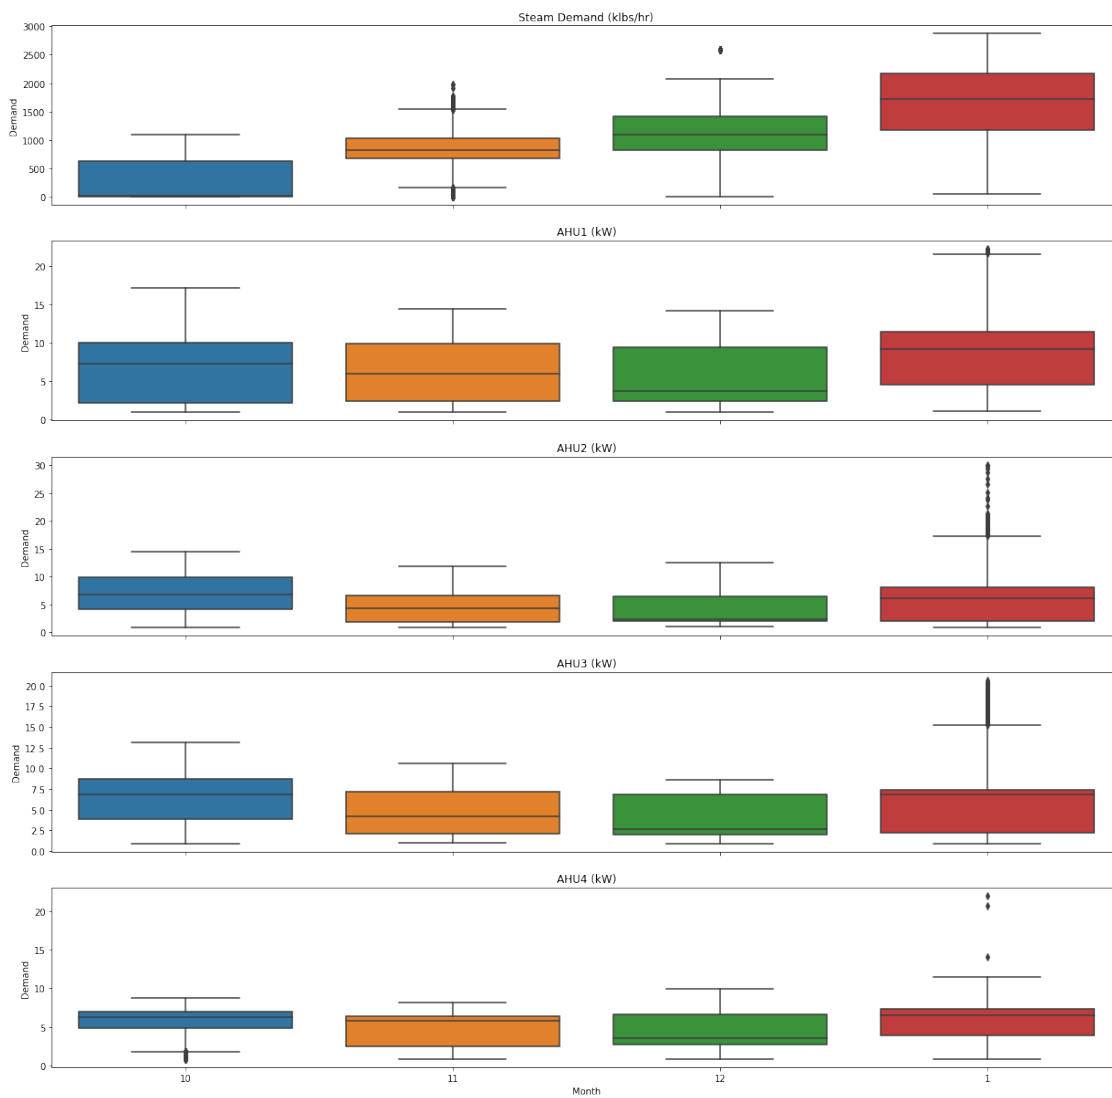 Steam Demand (klbs/hr)
3000
2500
2000
1500
1000
500
0
Demand
AHU1 (kW)
20
15
10
5
0
Demand
AHU2 (kW)
30
25
20
15
10
5
0
Demand
AHU3 (kW)
20.0
17.5
15.0
12.5
10.0
7.5
5.0
2.5
0.0
Demand
AHU4 (kW)
20
15
10
5
0
Demand
10 11 12 1
Month